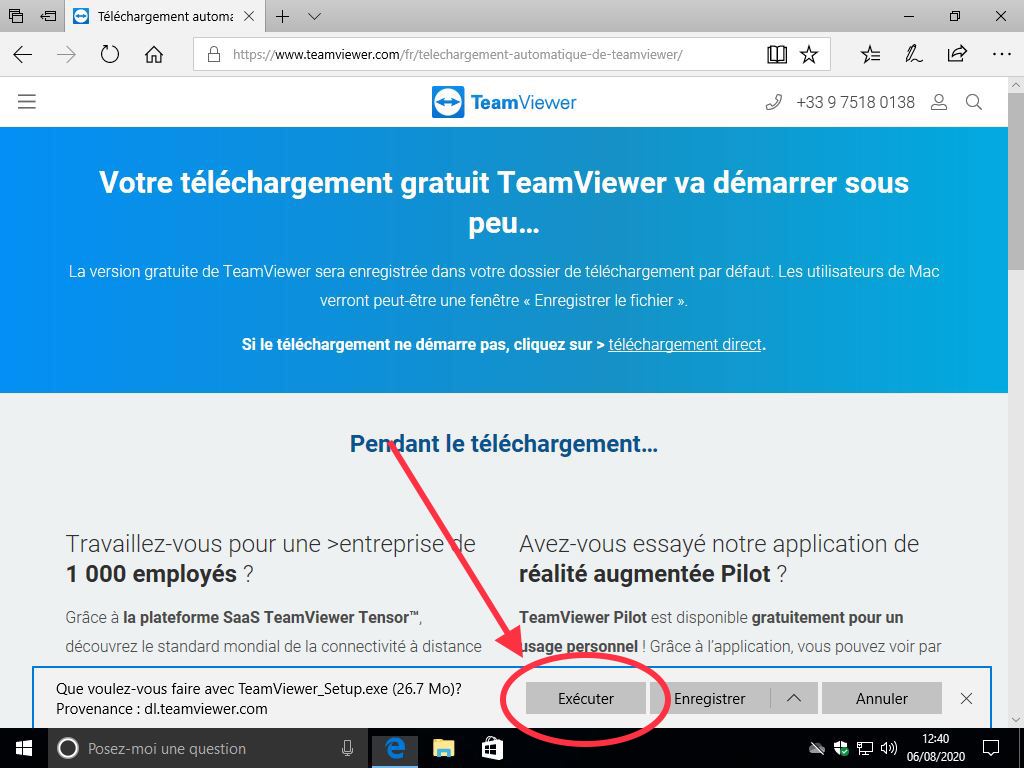 Téléchargement automa
https://www.teamviewer.com/fr/telechargement-automatique-de-teamviewer/
TeamViewer
+33 9 7518 0138
Votre téléchargement gratuit TeamViewer va démarrer sous
peu…
La version gratuite de TeamViewer sera enregistrée dans votre dossier de téléchargement par défaut. Les utilisateurs de Mac
verront peut-être une fenêtre « Enregistrer le fichier ».
Si le téléchargement ne démarre pas, cliquez sur > téléchargement direct.
Pendant le téléchargement…
Travaillez-vous pour une >entreprise de
1 000 employés ?
Grâce à la plateforme SaaS TeamViewer Tensor™,
découvrez le standard mondial de la connectivité à distance
Avez-vous essayé notre application de
réalité augmentée Pilot ?
TeamViewer Pilot est disponible gratuitement pour un
usage personnel ! Grâce à l’application, vous pouvez voir par
Que voulez-vous faire avec TeamViewer_Setup.exe (26.7 Mo)?
Provenance : dl.teamviewer.com
Exécuter
Enregistrer
Annuler
Posez-moi une question
12:40
06/08/2020